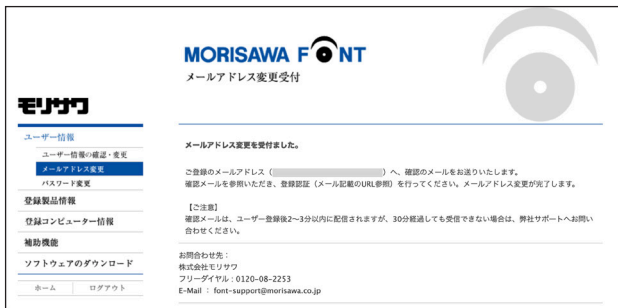 MORISAWA FONT
メールアドレス変更受付
モリサワ
ユーザー情報
ユーザー情報の確認・変更
メールアドレス変更
パスワード変更
登録製品情報
登録コンピューター情報
補助機能
ソフトウェアのダウンロード
ホーム
ログアウト
メールアドレス変更を受付ました。
ご登録のメールアドレス（ ）へ、確認のメールをお送りいたします。
確認メールを参照いただき、登録認証（メール記載のURL参照）を行ってください。メールアドレス変更が完了します。
【ご注意】
確認メールは、ユーザー登録後2〜3分以内に配信されますが、30分経過しても受信できない場合は、弊社サポートへお問い
合わせください。
お問合わせ先：
株式会社モリサワ
フリーダイヤル：0120-08-2253
E-Mail ： font-support@morisawa.co.jp